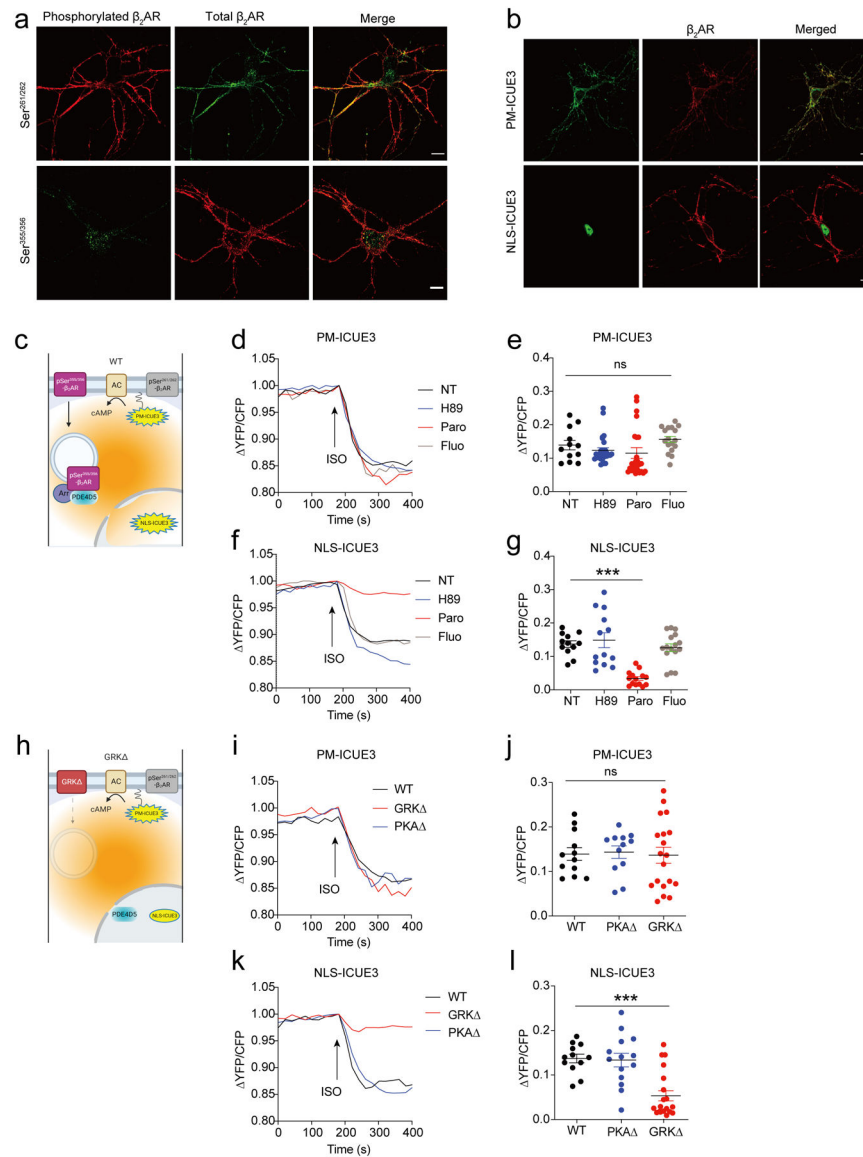 a
Phosphorylated β₂AR
Total β₂AR
Merge
Ser²⁶¹/²⁶²
Ser³⁵⁵/³⁵⁶
b
β₂AR
Merged
PM-ICUE3
NLS-ICUE3
c
WT
AC
-β₂AR
-β₂AR
cAMP
PM-ICUE3
-β₂AR
PDE4D5
NLS-ICUE3
d
PM-ICUE3
ΔYFP/CFP
1.05
1.00
0.95
0.90
0.85
0.80
ISO
0 100 200 300 400
Time (s)
NT
H89
Paro
Fluo
e
PM-ICUE3
ns
ΔYFP/CFP
0.4
0.3
0.2
0.1
0.0
NT H89 Paro Fluo
f
NLS-ICUE3
ΔYFP/CFP
1.05
1.00
0.95
0.90
0.85
0.80
ISO
0 100 200 300 400
Time (s)
NT
H89
Paro
Fluo
g
NLS-ICUE3
***
ΔYFP/CFP
0.4
0.3
0.2
0.1
0.0
NT H89 Paro Fluo
h
GRKΔ
GRKΔ
AC
-β₂AR
cAMP
PM-ICUE3
PDE4D5
NLS-ICUE3
i
PM-ICUE3
ΔYFP/CFP
1.05
1.00
0.95
0.90
0.85
0.80
ISO
0 100 200 300 400
Time (s)
WT
GRKΔ
PKAΔ
j
PM-ICUE3
ns
ΔYFP/CFP
0.3
0.2
0.1
0.0
WT PKAΔ GRKΔ
k
NLS-ICUE3
ΔYFP/CFP
1.05
1.00
0.95
0.90
0.85
0.80
ISO
0 100 200 300 400
Time (s)
WT
GRKΔ
PKAΔ
l
NLS-ICUE3
***
ΔYFP/CFP
0.3
0.2
0.1
0.0
WT PKAΔ GRKΔ